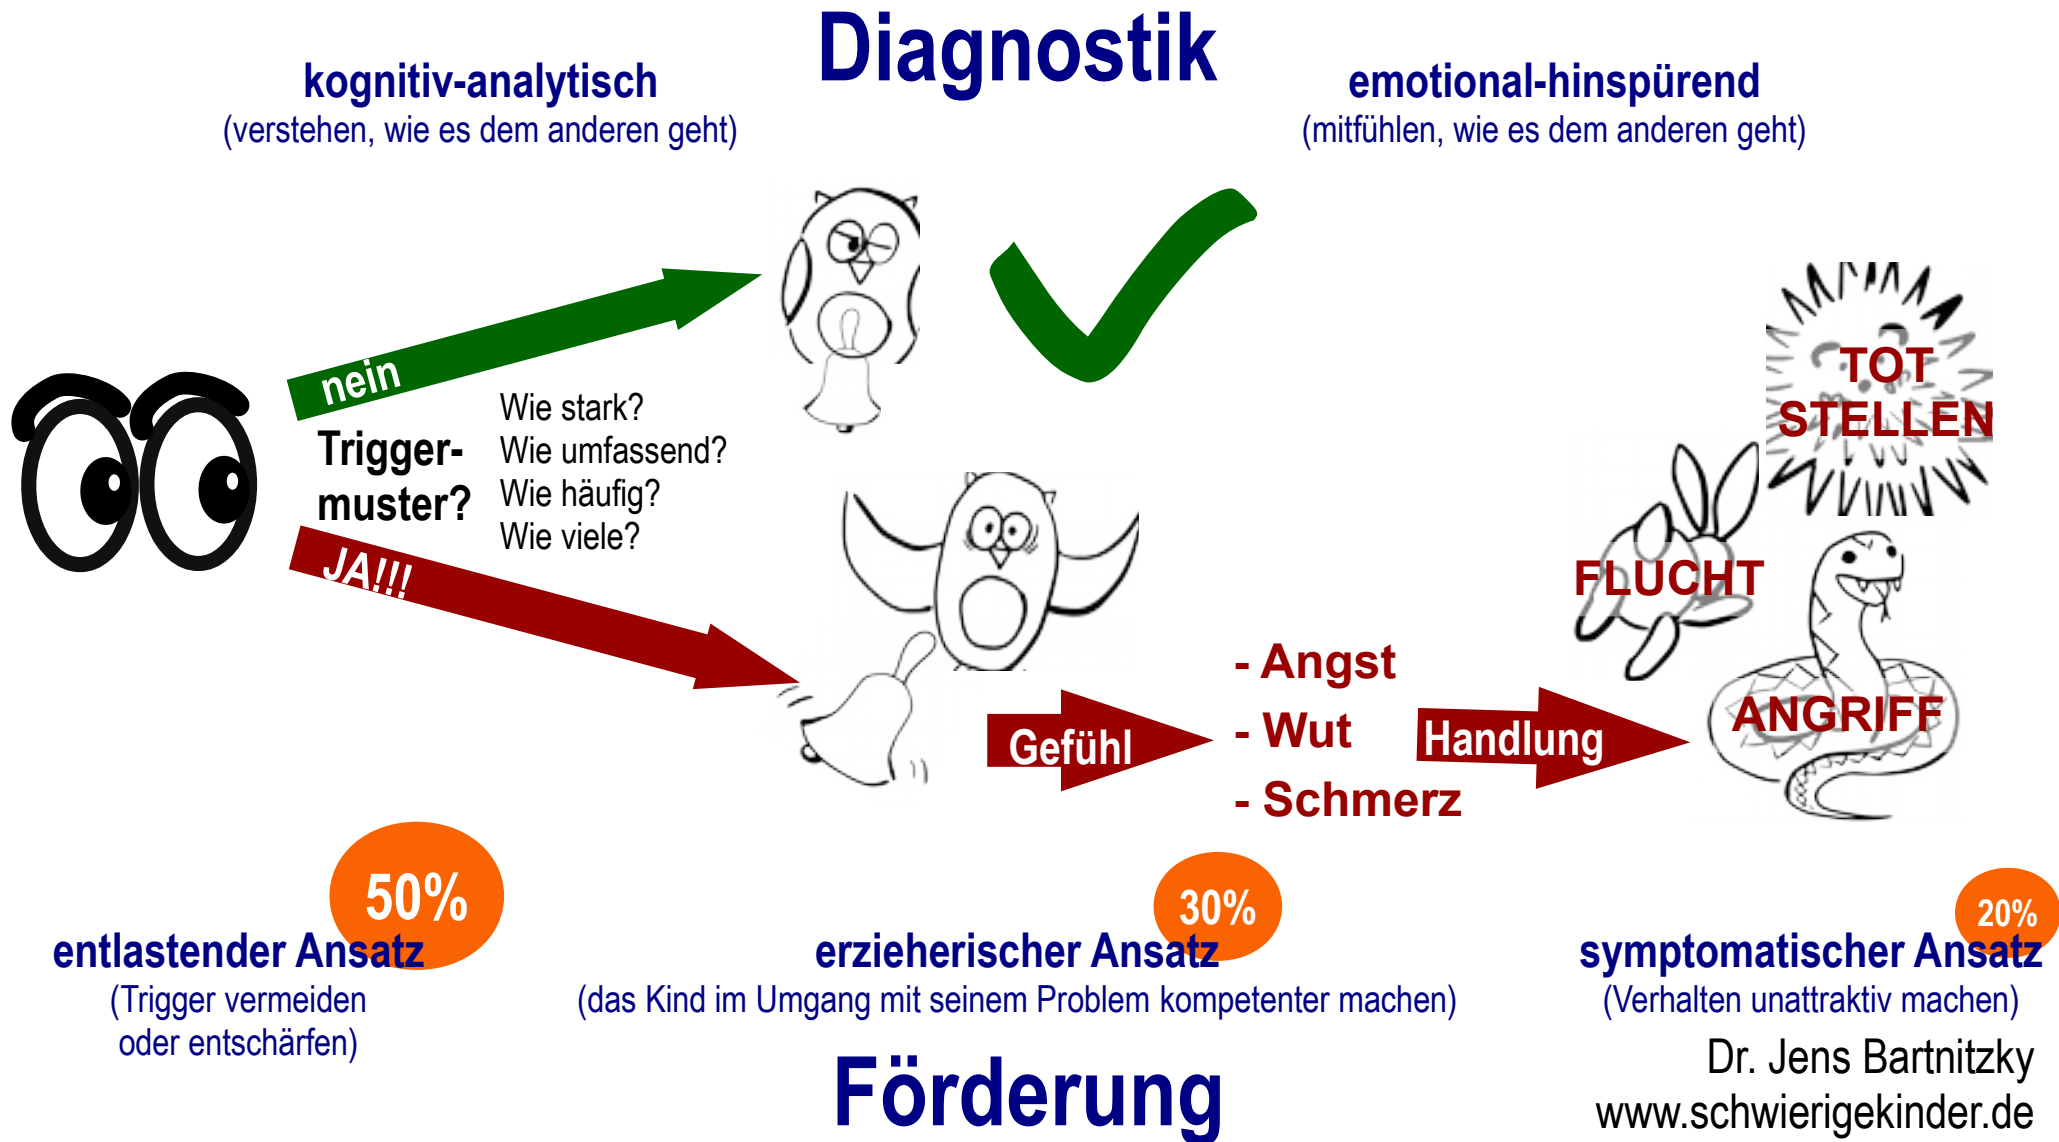 Diagnostik
kognitiv-analytisch
(verstehen, wie es dem anderen geht)
emotional-hinspürend
(mitfühlen, wie es dem anderen geht)
nein
Trigger-
muster?
Wie stark?
Wie umfassend?
Wie häufig?
Wie viele?
JA!!!
Gefühl
- Angst
- Wut
- Schmerz
Handlung
TOT
STELLEN
FLUCHT
ANGRIFF
50%
entlastender Ansatz
(Trigger vermeiden
oder entschärfen)
30%
erzieherischer Ansatz
(das Kind im Umgang mit seinem Problem kompetenter machen)
20%
symptomatischer Ansatz
(Verhalten unattraktiv machen)
Förderung
Dr. Jens Bartnitzky
www.schwierigekinder.de